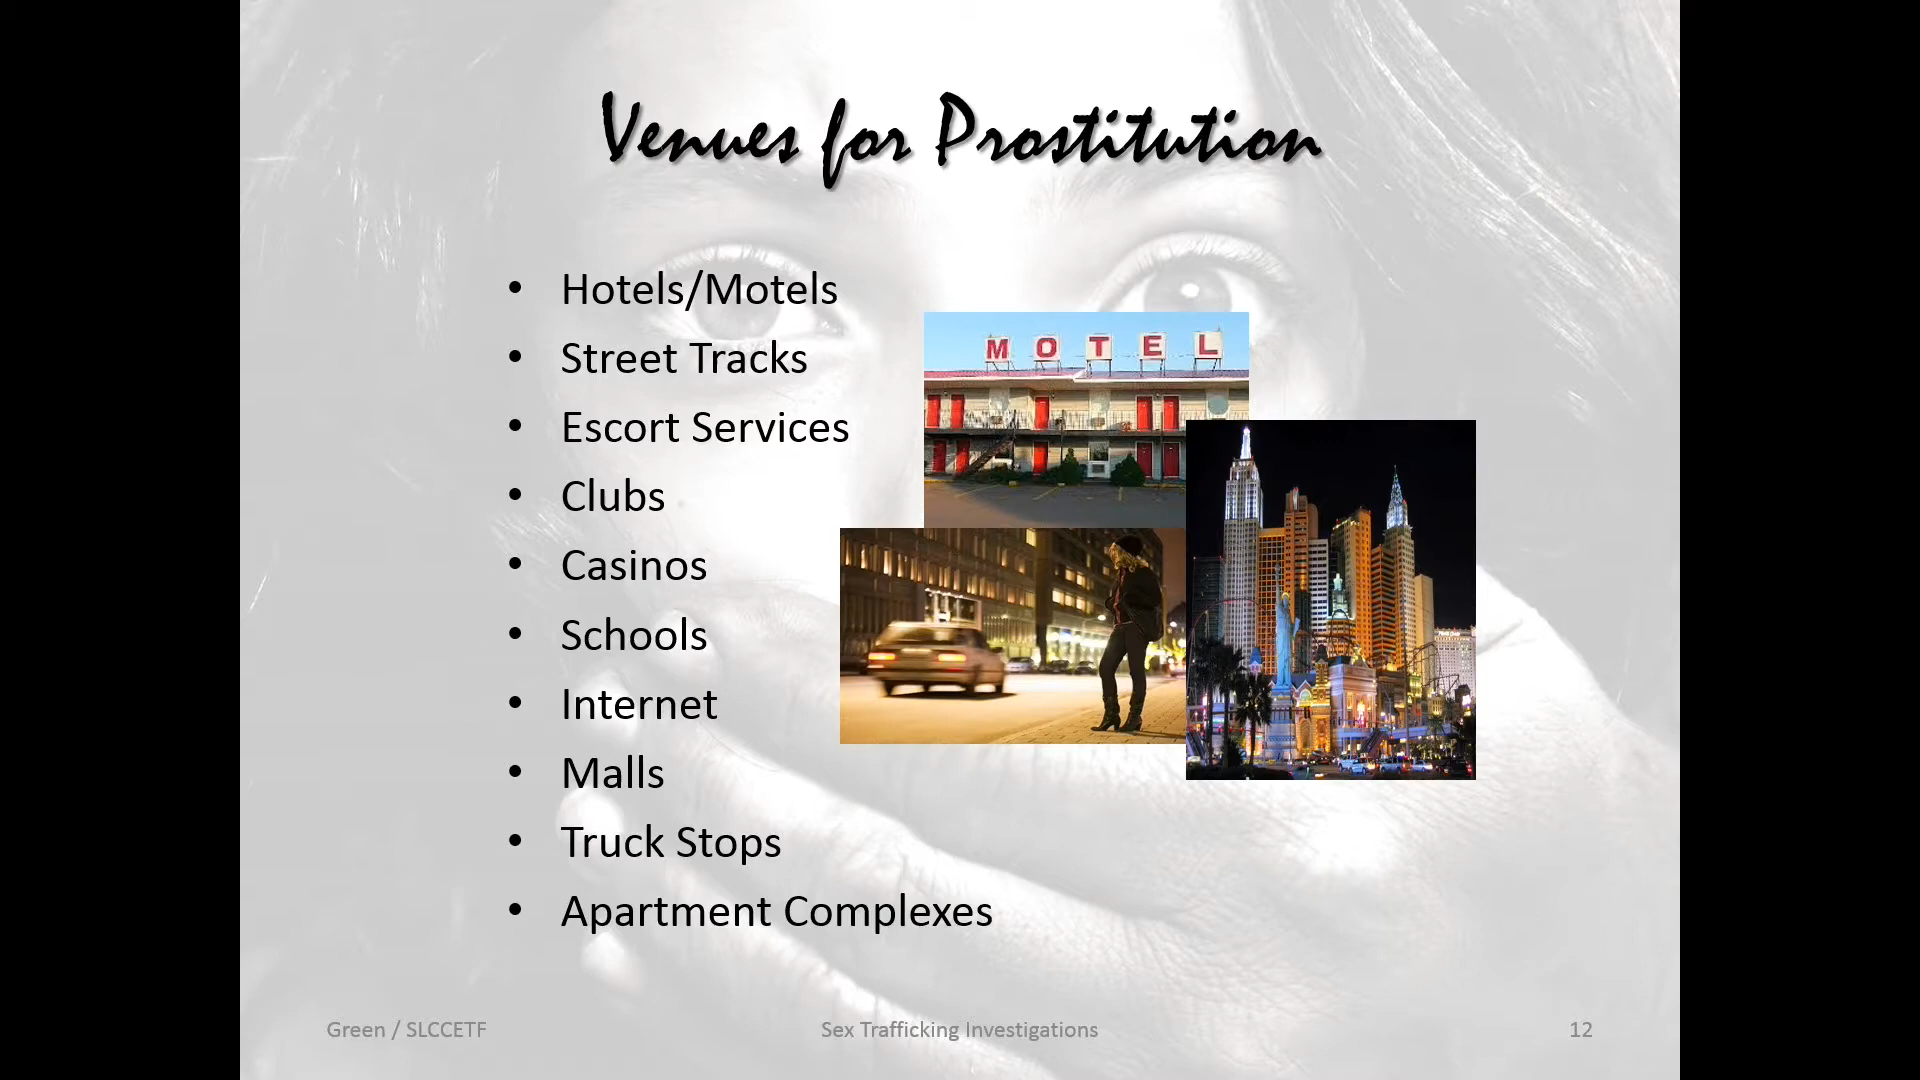 Venues for Prostitution
• Hotels/Motels
• Street Tracks
• Escort Services
• Clubs
• Casinos
• Schools
• Internet
• Malls
• Truck Stops
• Apartment Complexes
MOTEL
Green / SLCCETF
Sex Trafficking Investigations
12